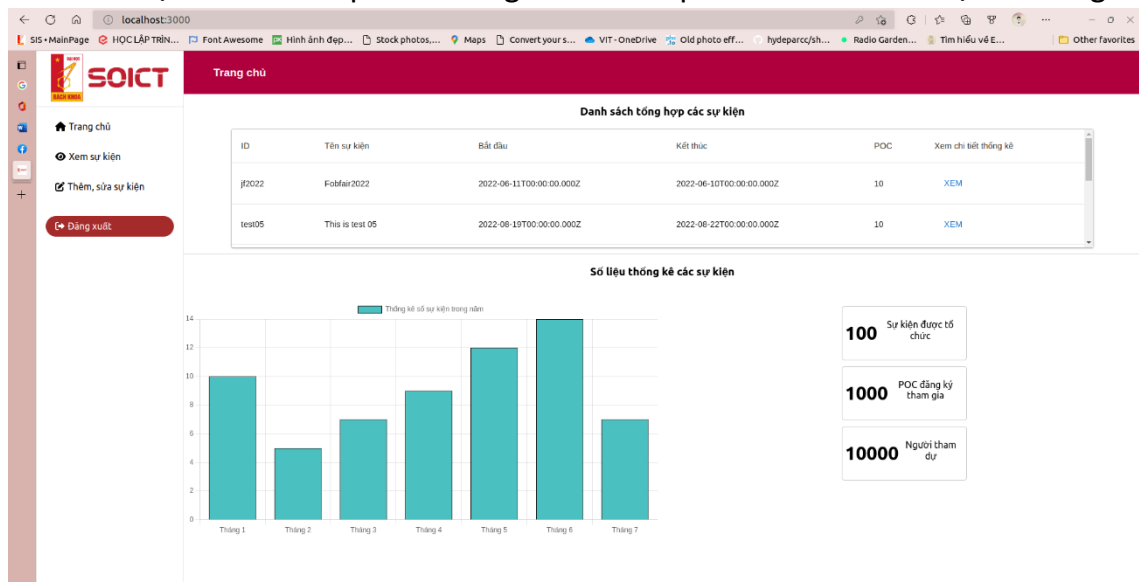 localhost:3000
SIS • MainPage HỌC LẬP TRÌN... Font Awesome Hình ảnh đẹp... Stock photos,... Maps Convert your s... VIT - OneDrive Old photo eff... hydeparcc/sh... Radio Garden... Tìm hiểu về E... Other favorites
SOICT
BÁCH KHOA
Trang chủ
Trang chủ
Xem sự kiện
Thêm, sửa sự kiện
Đăng xuất
Danh sách tổng hợp các sự kiện
ID Tên sự kiện Bắt đầu Kết thúc POC Xem chi tiết thống kê
jf2022 Fobfair2022 2022-06-11T00:00:00.000Z 2022-06-10T00:00:00.000Z 10 XEM
test05 This is test 05 2022-08-19T00:00:00.000Z 2022-08-22T00:00:00.000Z 10 XEM
Số liệu thống kê các sự kiện
Thống kê số sự kiện trong năm
14
12
10
8
6
4
2
0
Tháng 1 Tháng 2 Tháng 3 Tháng 4 Tháng 5 Tháng 6 Tháng 7
100 Sự kiện được tổ
chức
1000 POC đăng ký
tham gia
10000 Người tham
dự